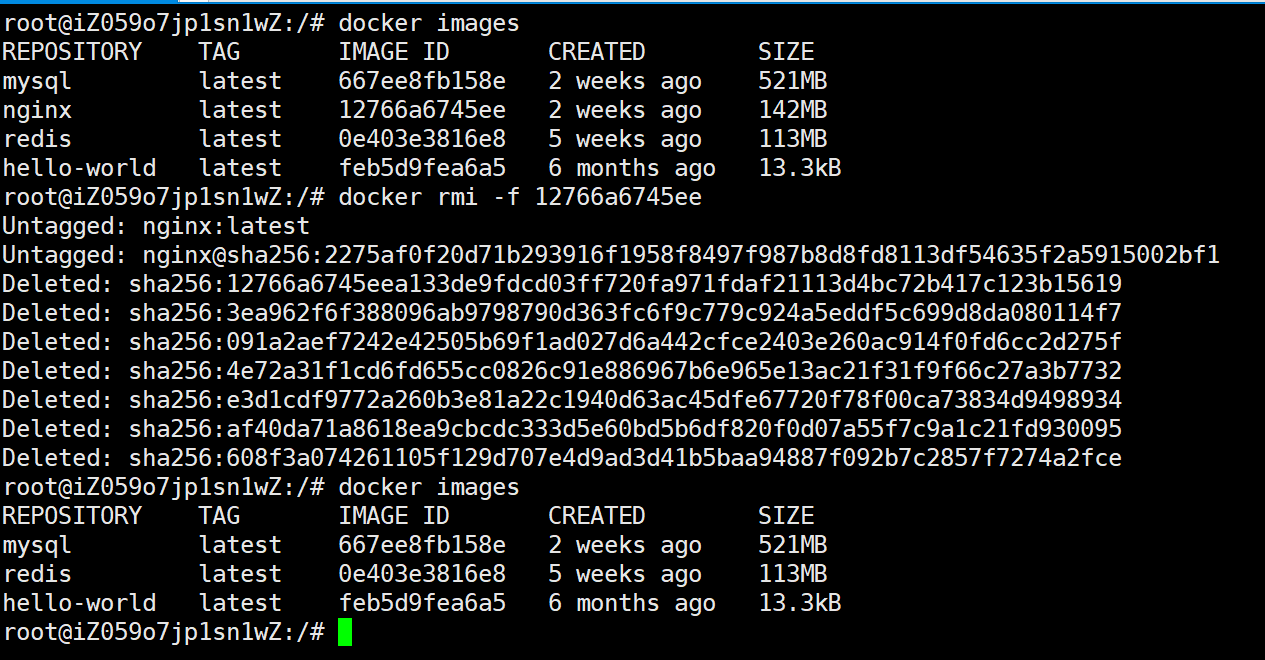 root@iZ059o7jp1sn1wZ:/# docker images
REPOSITORY    TAG       IMAGE ID       CREATED        SIZE
mysql         latest    667ee8fb158e   2 weeks ago    521MB
nginx         latest    12766a6745ee   2 weeks ago    142MB
redis         latest    0e403e3816e8   5 weeks ago    113MB
hello-world   latest    feb5d9fea6a5   6 months ago   13.3kB
root@iZ059o7jp1sn1wZ:/# docker rmi -f 12766a6745ee
Untagged: nginx:latest
Untagged: nginx@sha256:2275af0f20d71b293916f1958f8497f987b8d8fd8113df54635f2a5915002bf1
Deleted: sha256:12766a6745eea133de9fdcd03ff720fa971fdaf21113d4bc72b417c123b15619
Deleted: sha256:3ea962f6f388096ab9798790d363fc6f9c779c924a5eddf5c699d8da080114f7
Deleted: sha256:091a2aef7242e42505b69f1ad027d6a442cfce2403e260ac914f0fd6cc2d275f
Deleted: sha256:4e72a31f1cd6fd655cc0826c91e886967b6e965e13ac21f31f9f66c27a3b7732
Deleted: sha256:e3d1cdf9772a260b3e81a22c1940d63ac45dfe67720f78f00ca73834d9498934
Deleted: sha256:af40da71a8618ea9cbcdc333d5e60bd5b6df820f0d07a55f7c9a1c21fd930095
Deleted: sha256:608f3a074261105f129d707e4d9ad3d41b5baa94887f092b7c2857f7274a2fce
root@iZ059o7jp1sn1wZ:/# docker images
REPOSITORY    TAG       IMAGE ID       CREATED        SIZE
mysql         latest    667ee8fb158e   2 weeks ago    521MB
redis         latest    0e403e3816e8   5 weeks ago    113MB
hello-world   latest    feb5d9fea6a5   6 months ago   13.3kB
root@iZ059o7jp1sn1wZ:/#